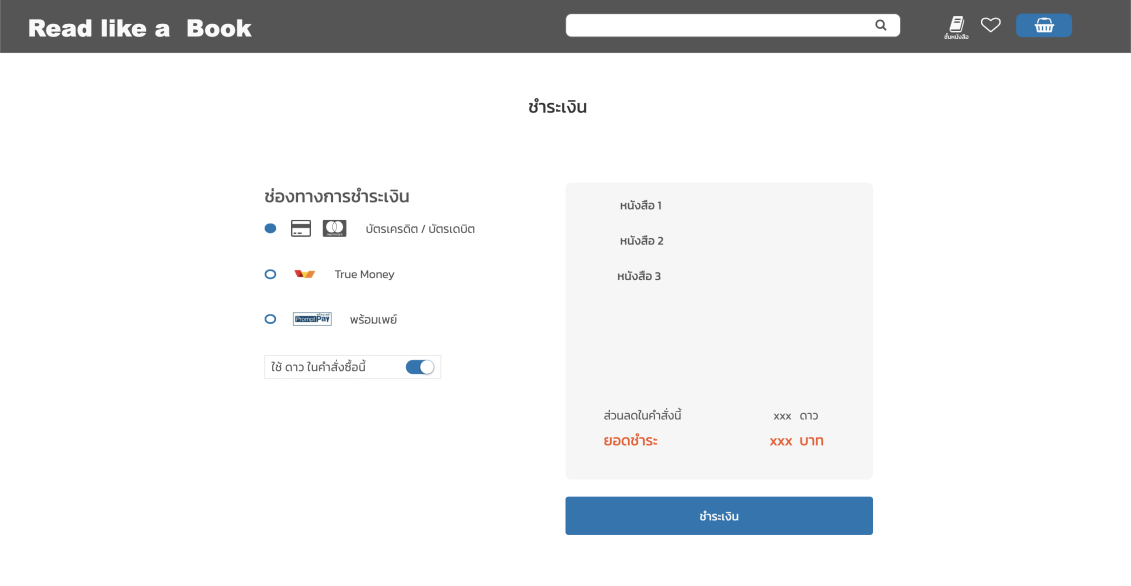 Read like a Book
ชั้นหนังสือ
ชำระเงิน
ช่องทางการชำระเงิน
บัตรเครดิต / บัตรเดบิต
True Money
PromptPay
พร้อมเพย์
ใช้ ดาว ในคำสั่งซื้อนี้
หนังสือ 1
หนังสือ 2
หนังสือ 3
ส่วนลดในคำสั่งนี้ xxx ดาว
ยอดชำระ xxx บาท
ชำระเงิน